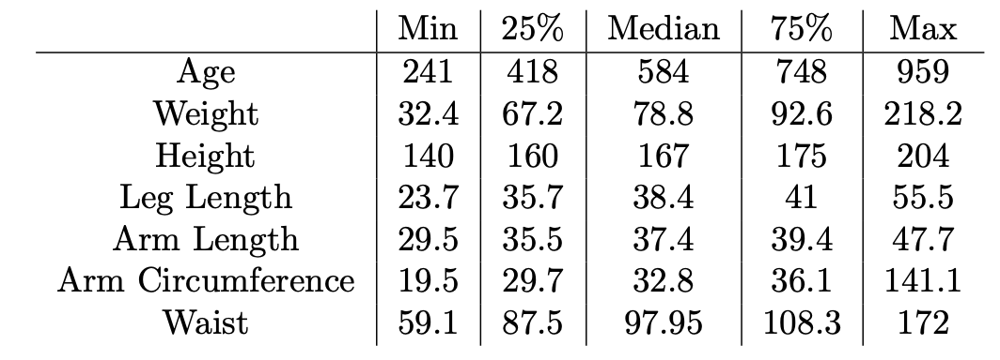 Min 25% Median 75% Max
Age 241 418 584 748 959
Weight 32.4 67.2 78.8 92.6 218.2
Height 140 160 167 175 204
Leg Length 23.7 35.7 38.4 41 55.5
Arm Length 29.5 35.5 37.4 39.4 47.7
Arm Circumference 19.5 29.7 32.8 36.1 141.1
Waist 59.1 87.5 97.95 108.3 172